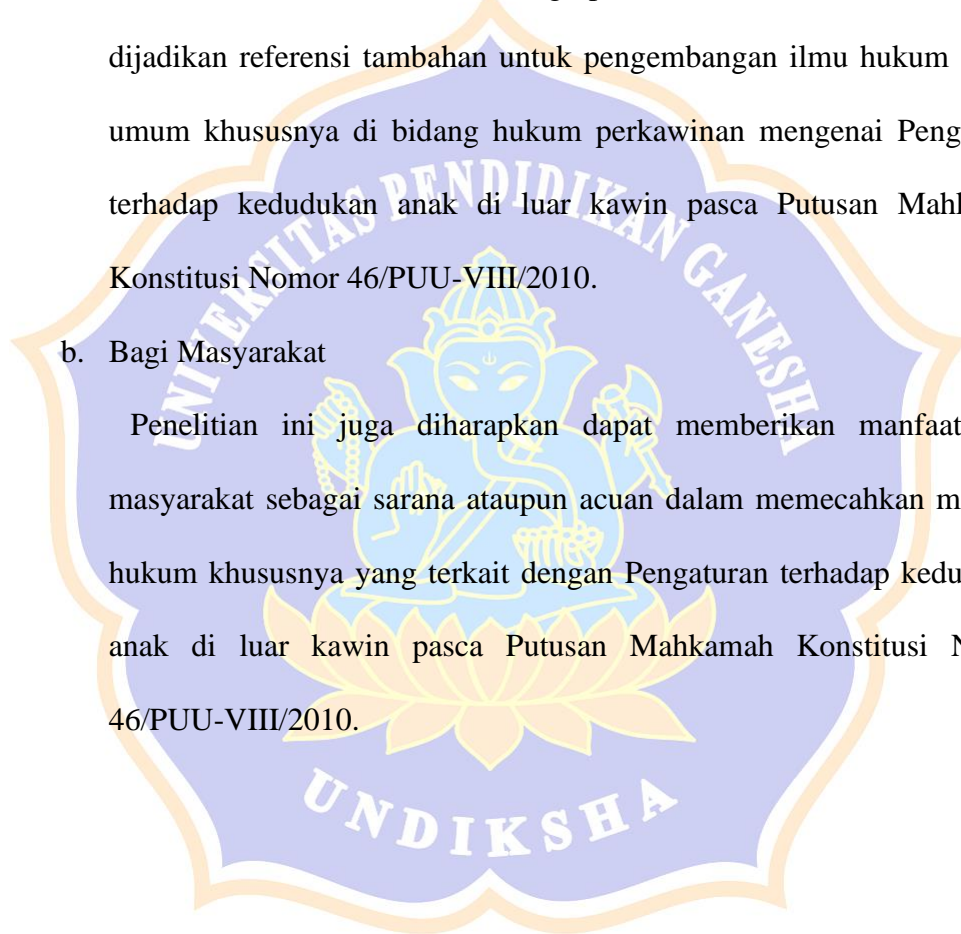 dijadikan referensi tambahan untuk pengembangan ilmu hukum
umum khususnya di bidang hukum perkawinan mengenai
terhadap kedudukan anak di luar kawin pasca Putusan
Konstitusi Nomor 46/PUU-VIII/2010.
b. Bagi Masyarakat
Penelitian ini juga diharapkan dapat memberikan manfaat
masyarakat sebagai sarana ataupun acuan dalam memecahkan
hukum khususnya yang terkait dengan Pengaturan terhadap
anak di luar kawin pasca Putusan Mahkamah Konstitusi
46/PUU-VIII/2010.
UNIVERSITAS PENDIDIKAN GANESHA
UNDIKSHA